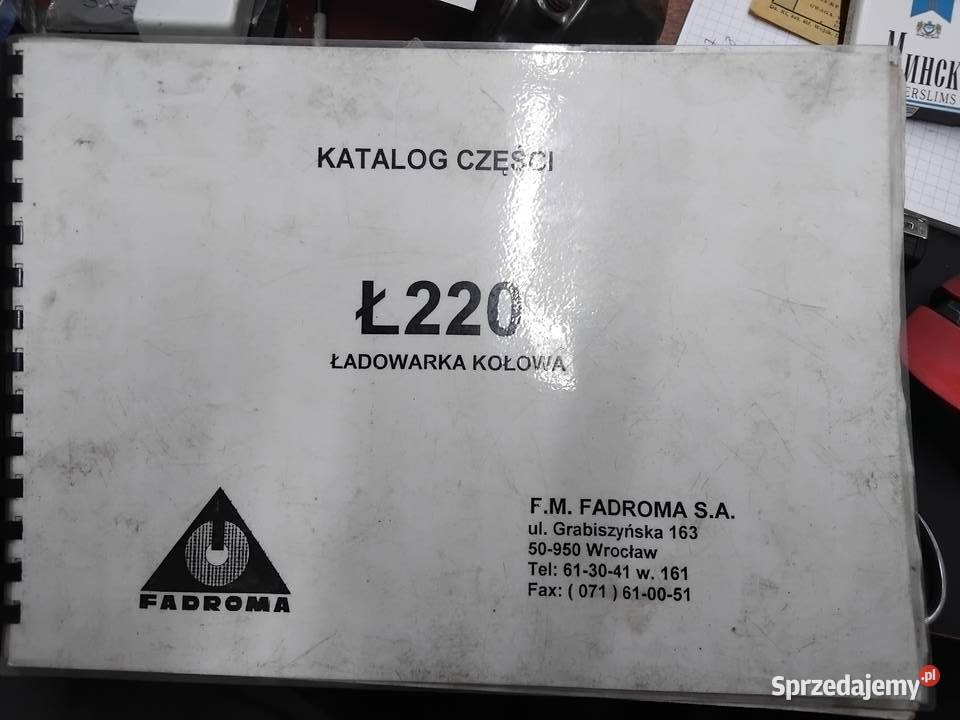 МИНСК
ERSLIMS
KATALOG CZĘŚCI
Ł220
ŁADOWARKA KOŁOWA
FADROMA
F.M. FADROMA S.A.
ul. Grabiszyńska 163
50-950 Wrocław
Tel: 61-30-41 w. 161
Fax: ( 071 ) 61-00-51
Sprzedajemy.pl